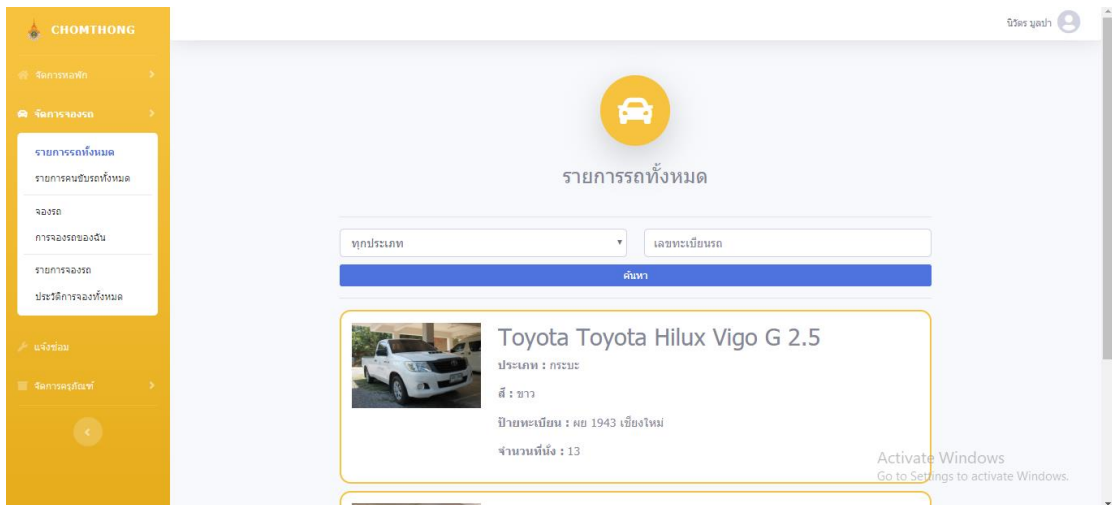 CHOMTHONG
นิวัตร มูลปา
จัดการหอพัก
จัดการจองรถ
รายการรถทั้งหมด
รายการคนขับรถทั้งหมด
จองรถ
การจองรถของฉัน
รายการจองรถ
ประวัติการจองทั้งหมด
แจ้งซ่อม
จัดการครุภัณฑ์
รายการรถทั้งหมด
ทุกประเภท
เลขทะเบียนรถ
ค้นหา
Toyota Toyota Hilux Vigo G 2.5
ประเภท : กระบะ
สี : ขาว
ป้ายทะเบียน : ผย 1943 เชียงใหม่
จำนวนที่นั่ง : 13
Activate Windows
Go to Settings to activate Windows.